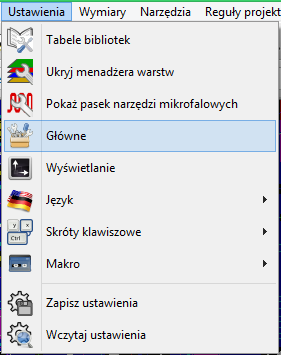 Ustawienia Wymiary Narzędzia Reguły projekt
Tabele bibliotek
Ukryj menadżera warstw
Pokaż pasek narzędzi mikrofalowych
Główne
Wyświetlanie
Język
y x
Ctrl
Skróty klawiszowe
Makro
Zapisz ustawienia
Wczytaj ustawienia